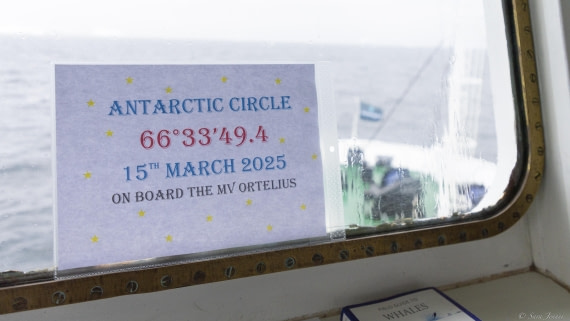 ANTARCTIC CIRCLE
66°33'49.4
15TH MARCH 2025
ON BOARD THE MV ORTELIUS
WHALES